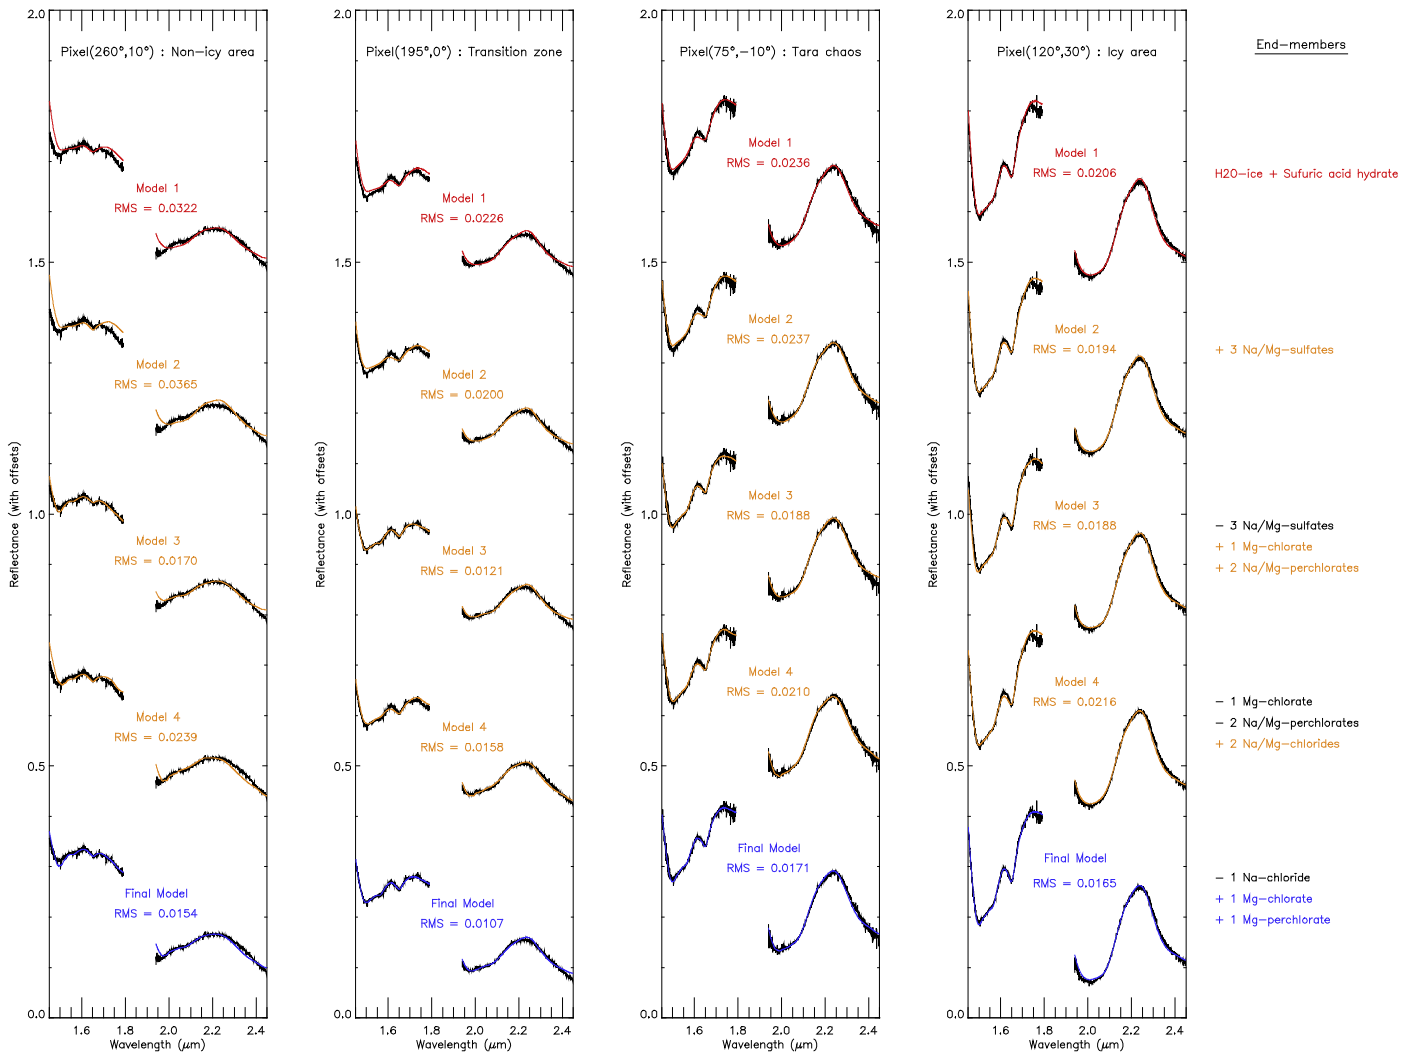 Pixel(260°,10°) : Non-icy area
Pixel(195°,0°) : Transition zone
Pixel(75°,-10°) : Tara chaos
Pixel(120°,30°) : Icy area
End-members
Reflectance (with offsets)
2.0
1.5
1.0
0.5
0.0
Model 1
RMS = 0.0322
Model 2
RMS = 0.0365
Model 3
RMS = 0.0170
Model 4
RMS = 0.0239
Final Model
RMS = 0.0154
1.6 1.8 2.0 2.2 2.4
Wavelength (μm)
Reflectance (with offsets)
2.0
1.5
1.0
0.5
0.0
Model 1
RMS = 0.0226
Model 2
RMS = 0.0200
Model 3
RMS = 0.0121
Model 4
RMS = 0.0158
Final Model
RMS = 0.0107
1.6 1.8 2.0 2.2 2.4
Wavelength (μm)
Reflectance (with offsets)
2.0
1.5
1.0
0.5
0.0
Model 1
RMS = 0.0236
Model 2
RMS = 0.0237
Model 3
RMS = 0.0188
Model 4
RMS = 0.0210
Final Model
RMS = 0.0171
1.6 1.8 2.0 2.2 2.4
Wavelength (μm)
Reflectance (with offsets)
2.0
1.5
1.0
0.5
0.0
Model 1
RMS = 0.0206
Model 2
RMS = 0.0194
Model 3
RMS = 0.0188
Model 4
RMS = 0.0216
Final Model
RMS = 0.0165
1.6 1.8 2.0 2.2 2.4
Wavelength (μm)
H2O-ice + Sufuric acid hydrate
+ 3 Na/Mg-sulfates
- 3 Na/Mg-sulfates
+ 1 Mg-chlorate
+ 2 Na/Mg-perchlorates
- 1 Mg-chlorate
- 2 Na/Mg-perchlorates
+ 2 Na/Mg-chlorides
- 1 Na-chloride
+ 1 Mg-chlorate
+ 1 Mg-perchlorate